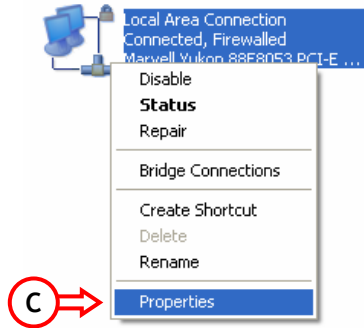 Local Area Connection
Connected, Firewalled
Marvell Yukon 88E8053 PCI-E ...
Disable
Status
Repair
Bridge Connections
Create Shortcut
Delete
Rename
C
Properties